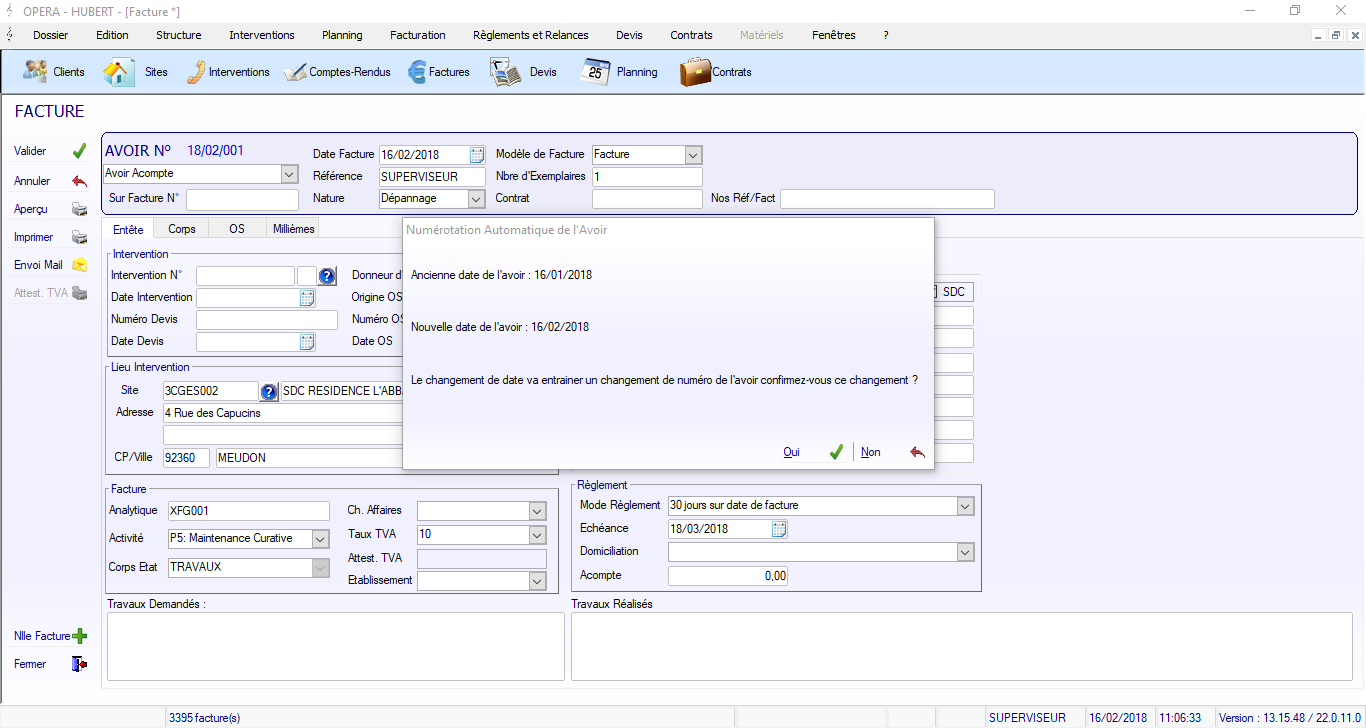 OPERA - HUBERT - [Facture *]
Dossier Edition Structure Interventions Planning Facturation Règlements et Relances Devis Contrats Matériels Fenêtres ?
Clients Sites Interventions Comptes-Rendus Factures Devis 25 Planning Contrats
FACTURE
Valider
Annuler
Aperçu
Imprimer
Envoi Mail
Attest. TVA
AVOIR N° 18/02/001 Date Facture 16/02/2018 Modèle de Facture Facture
Avoir Acompte Référence SUPERVISEUR Nbre d'Exemplaires 1
Sur Facture N° Nature Dépannage Contrat Nos Réf/Fact
Entête Corps OS Millièmes
Intervention
Intervention N° ? Donneur d'
Date Intervention Origine OS
Numéro Devis Numéro OS
Date Devis Date OS
SDC
Numérotation Automatique de l'Avoir
Ancienne date de l'avoir : 16/01/2018
Nouvelle date de l'avoir : 16/02/2018
Le changement de date va entrainer un changement de numéro de l'avoir confirmez-vous ce changement ?
Oui Non
Lieu Intervention
Site 3CGES002 ? SDC RESIDENCE L'ABB
Adresse 4 Rue des Capucins
CP/Ville 92360 MEUDON
Facture
Analytique XFG001 Ch. Affaires
Activité P5: Maintenance Curative Taux TVA 10
Attest. TVA
Corps Etat TRAVAUX Etablissement
Règlement
Mode Règlement 30 jours sur date de facture
Echéance 18/03/2018
Domiciliation
Acompte 0,00
Travaux Demandés : Travaux Réalisés
Nlle Facture
Fermer
3395 facture(s) SUPERVISEUR 16/02/2018 11:06:33 Version : 13.15.48 / 22.0.11.0